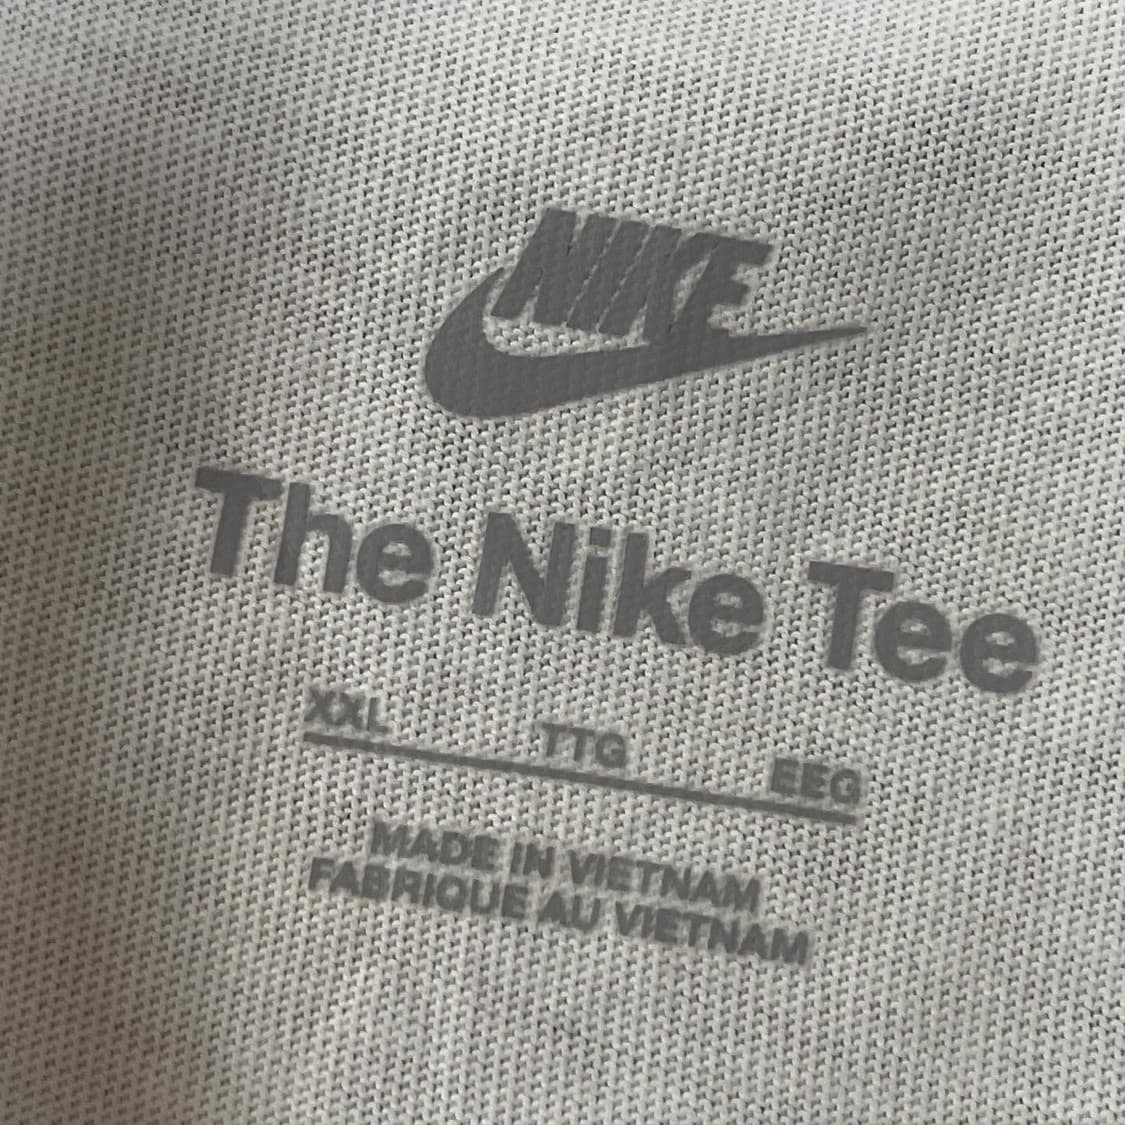 NIKE
The Nike Tee
XXL TTG EEG
MADE IN VIETNAM
FABRIQUE AU VIETNAM